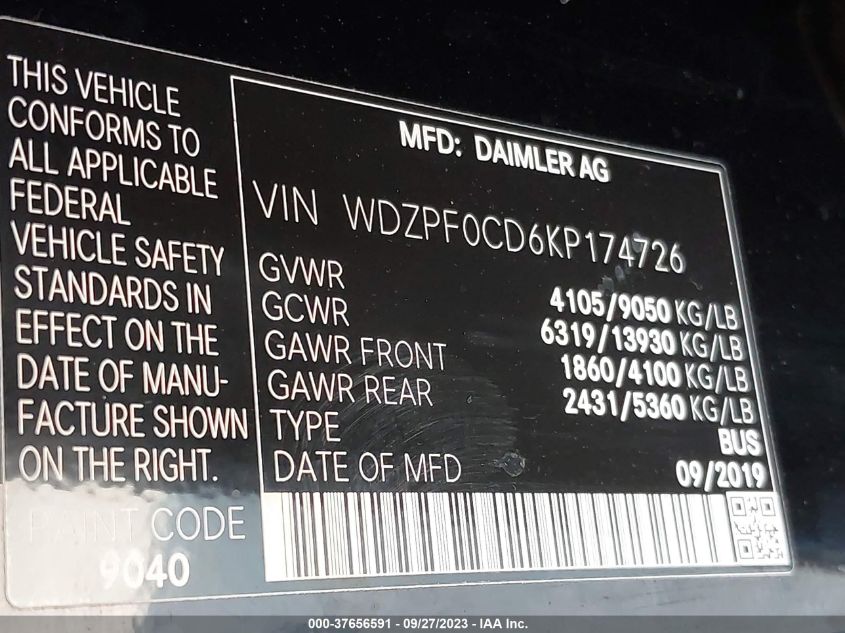 THIS VEHICLE
CONFORMS TO
ALL APPLICABLE
FEDERAL
VEHICLE SAFETY
STANDARDS IN
EFFECT ON THE
DATE OF MANU-
FACTURE SHOWN
ON THE RIGHT.
PAINT CODE
9040
MFD: DAIMLER AG
VIN WDZPF0CD6KP174726
GVWR 4105/9050 KG/LB
GCWR 6319/13930 KG/LB
GAWR FRONT 1860/4100 KG/LB
GAWR REAR 2431/5360 KG/LB
TYPE BUS
DATE OF MFD 09/2019
000-37656591 - 09/27/2023 - IAA Inc.